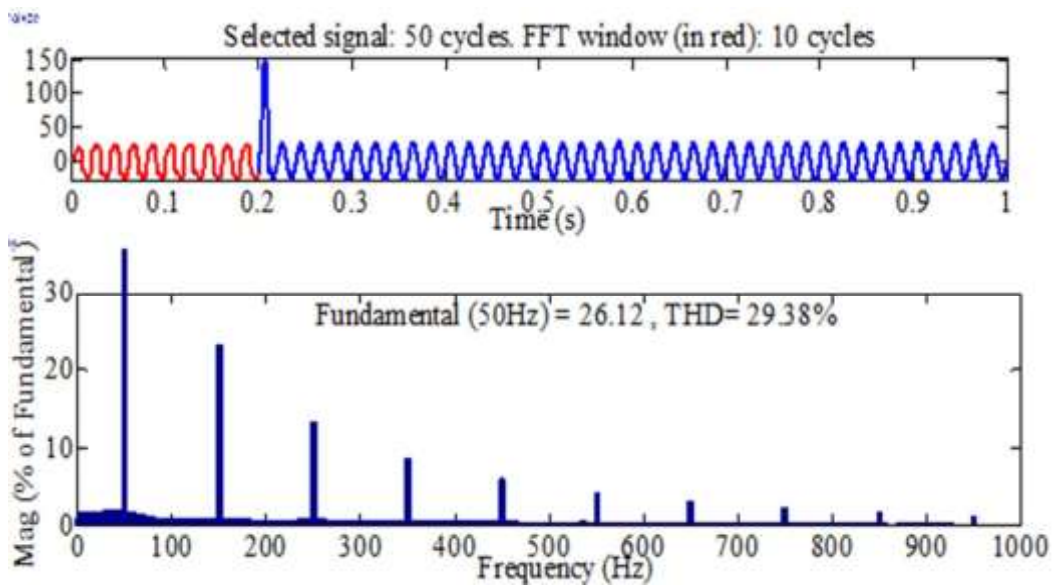 Selected signal: 50 cycles. FFT window (in red): 10 cycles
150
100
50
0
0 0.1 0.2 0.3 0.4 0.5 0.6 0.7 0.8 0.9 1
Time (s)
Fundamental (50Hz) = 26.12 , THD= 29.38%
Mag (% of Fundamental)
30
20
10
0
0 100 200 300 400 500 600 700 800 900 1000
Frequency (Hz)